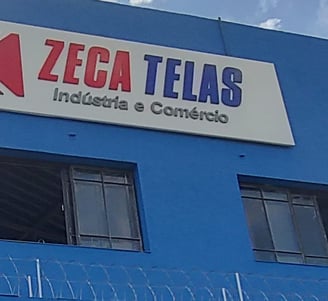 ZECA TELAS
Indústria e Comércio